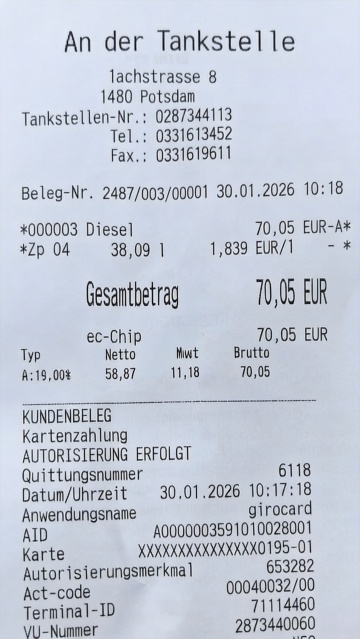 An der Tankstelle
lachstrasse 8
1480 Potsdam
Tankstellen-Nr.: 0287344113
Tel.: 0331613452
Fax.: 0331619611
Beleg-Nr. 2487/003/00001 30.01.2026 10:18
*000003 Diesel 70,05 EUR-A*
*Zp 04 38,09 l 1,839 EUR/l - *
Gesamtbetrag 70,05 EUR
ec-Chip 70,05 EUR
Typ Netto Mwt Brutto
A:19,00% 58,87 11,18 70,05
KUNDENBELEG
Kartenzahlung
AUTORISIERUNG ERFOLGT
Quittungsnummer 6118
Datum/Uhrzeit 30.01.2026 10:17:18
Anwendungsname girocard
AID A0000003591010028001
Karte XXXXXXXXXXXXXXX0195-01
Autorisierungsmerkmal 653282
Act-code 00040032/00
Terminal-ID 71114460
VU-Nummer 2873440060